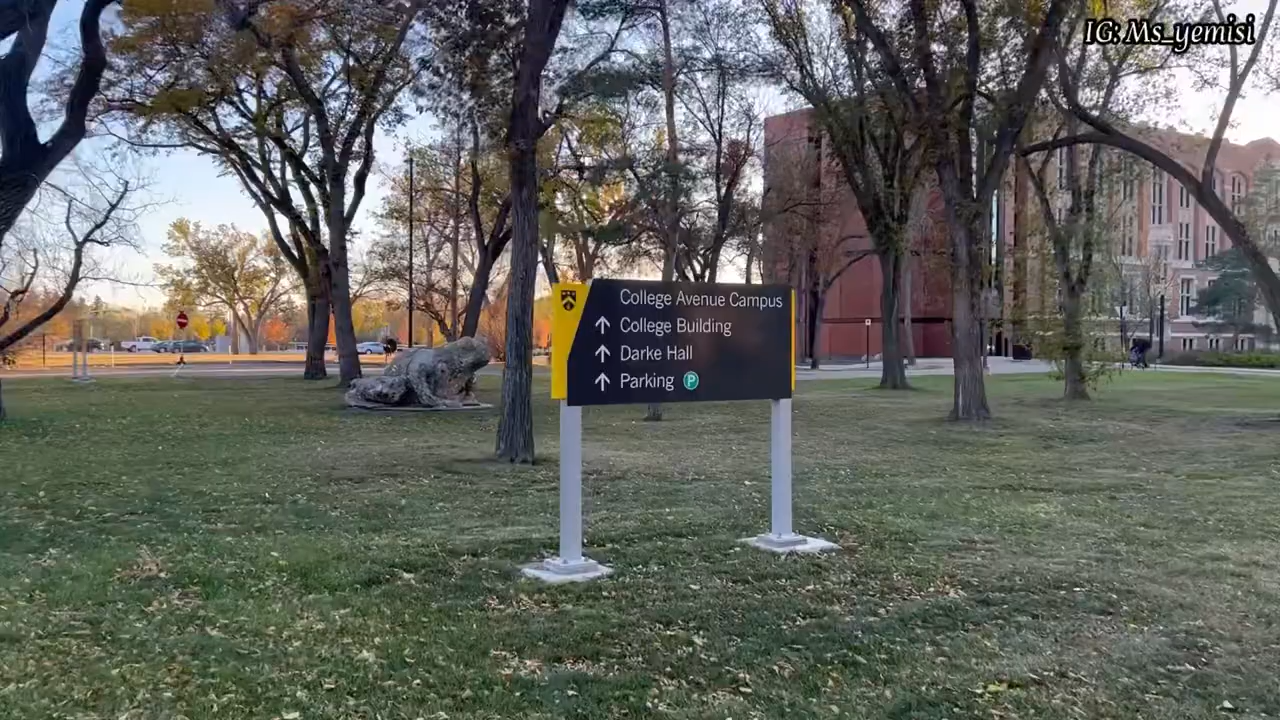 IG: Ms_yemisi
College Avenue Campus
↑ College Building
↑ Darke Hall
↑ Parking P